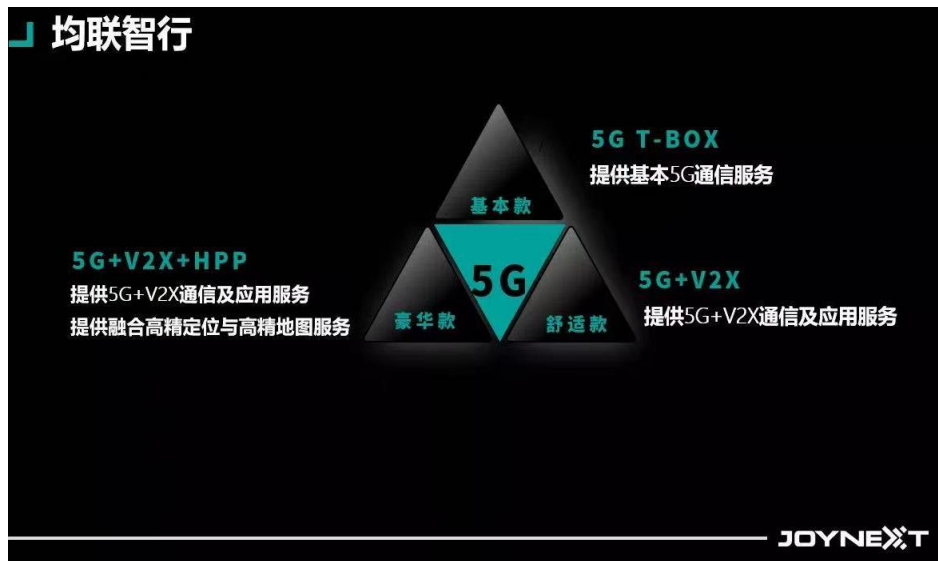 均联智行
5G T-BOX
提供基本5G通信服务
基本款
5G+V2X+HPP
提供5G+V2X通信及应用服务
提供融合高精定位与高精地图服务
豪华款
5G
舒适款
5G+V2X
提供5G+V2X通信及应用服务
JOYNEXT